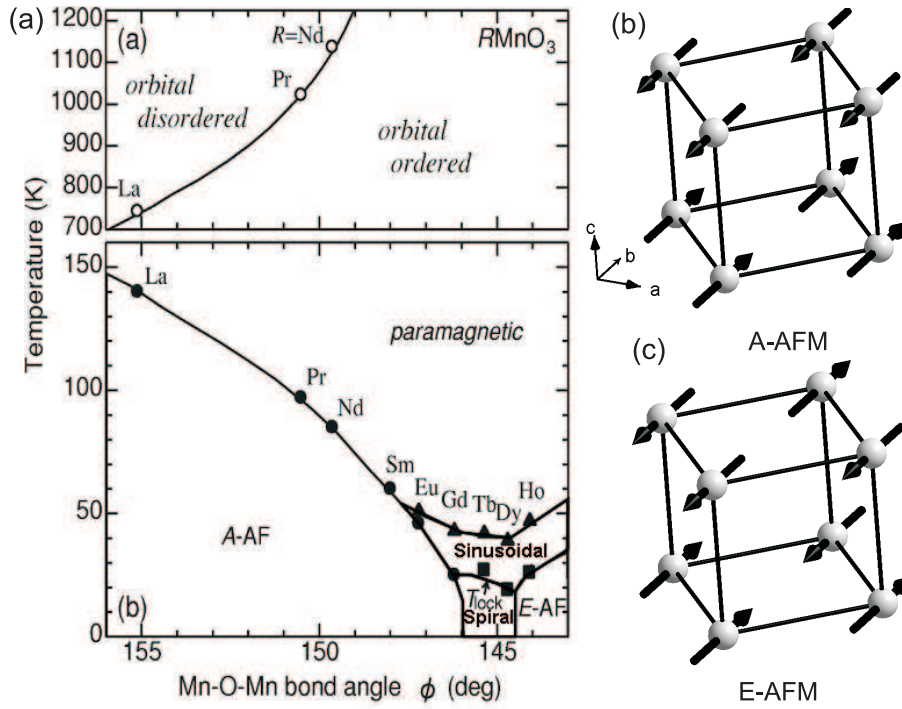 (a)
(a)
RMnO3
R=Nd
Pr
orbital
disordered
orbital
ordered
La
1200
1100
1000
900
800
700
Temperature (K)
150
100
50
0
La
paramagnetic
Pr
Nd
Sm
Eu
Gd
Tb
Dy
Ho
Sinusoidal
A-AF
Tlock
Spiral
E-AF
(b)
155
150
145
Mn-O-Mn bond angle ϕ (deg)
(b)
c
b
a
A-AFM
(c)
E-AFM